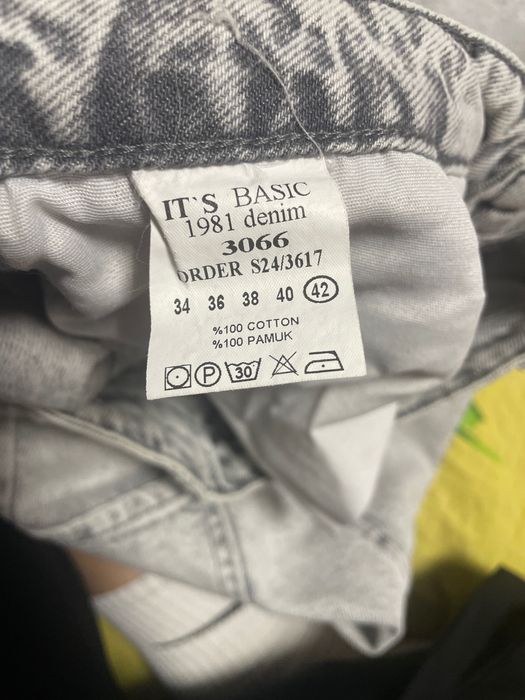 IT`S BASIC
1981 denim
3066
ORDER S24/3617
34 36 38 40 42
%100 COTTON
%100 PAMUK
P 30